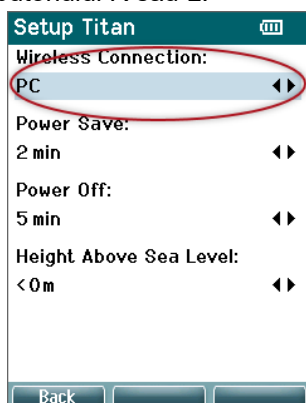 Setup Titan
Wireless Connection:
PC
Power Save:
2 min
Power Off:
5 min
Height Above Sea Level:
<0m
Back